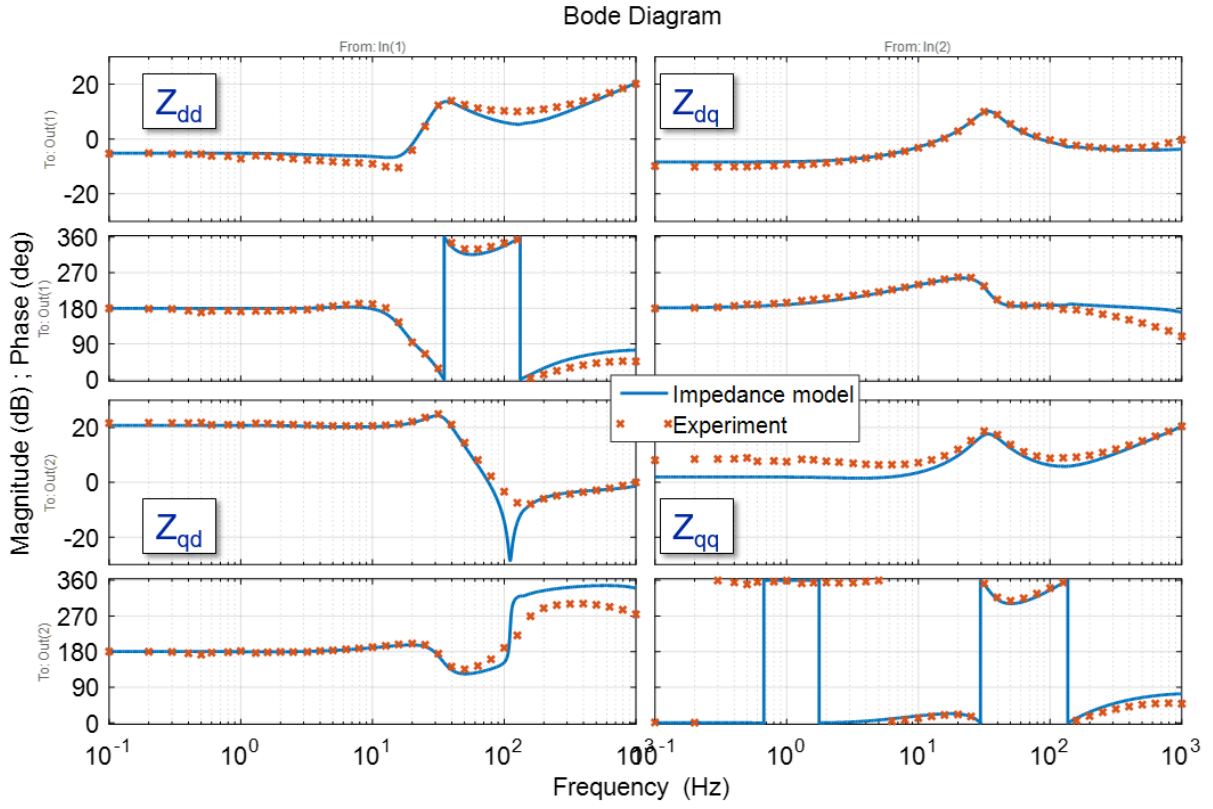 Bode Diagram
From: In(1)
From: In(2)
Magnitude (dB) ; Phase (deg)
To: Out(1)
20
0
-20
Z_dd
Z_dq
To: Out(1)
360
270
180
90
0
Impedance model
Experiment
To: Out(2)
20
0
-20
Z_qd
Z_qq
To: Out(2)
360
270
180
90
0
10^-1
10^0
10^1
10^2
10^3
10^-1
10^0
10^1
10^2
10^3
Frequency (Hz)